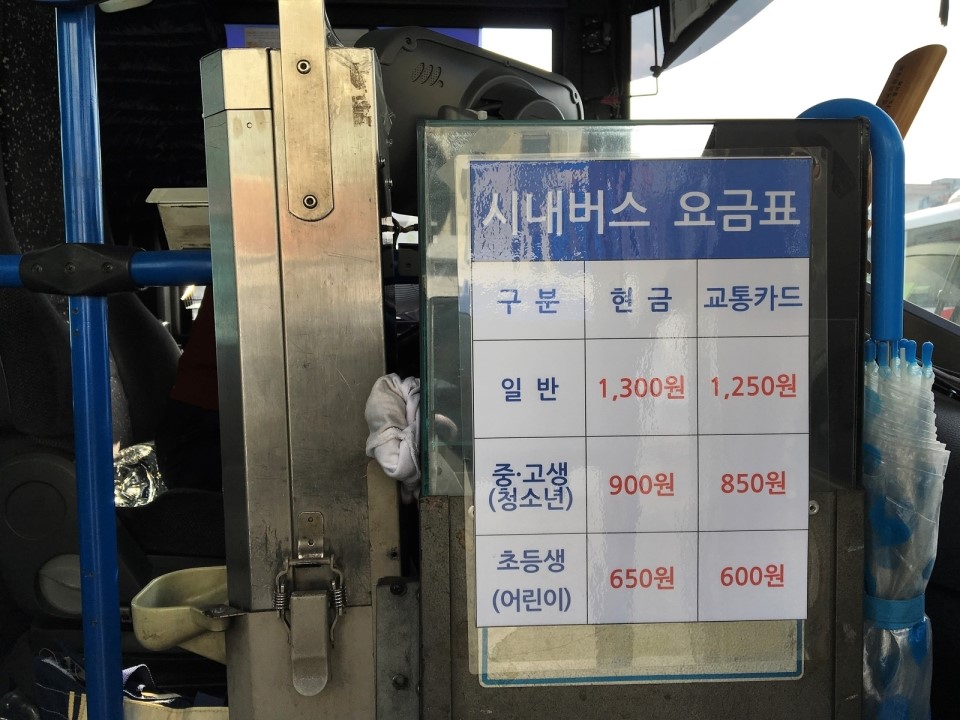 시내버스 요금표
구 분 현 금 교통카드
일 반 1,300원 1,250원
중·고생
(청소년) 900원 850원
초등생
(어린이) 650원 600원